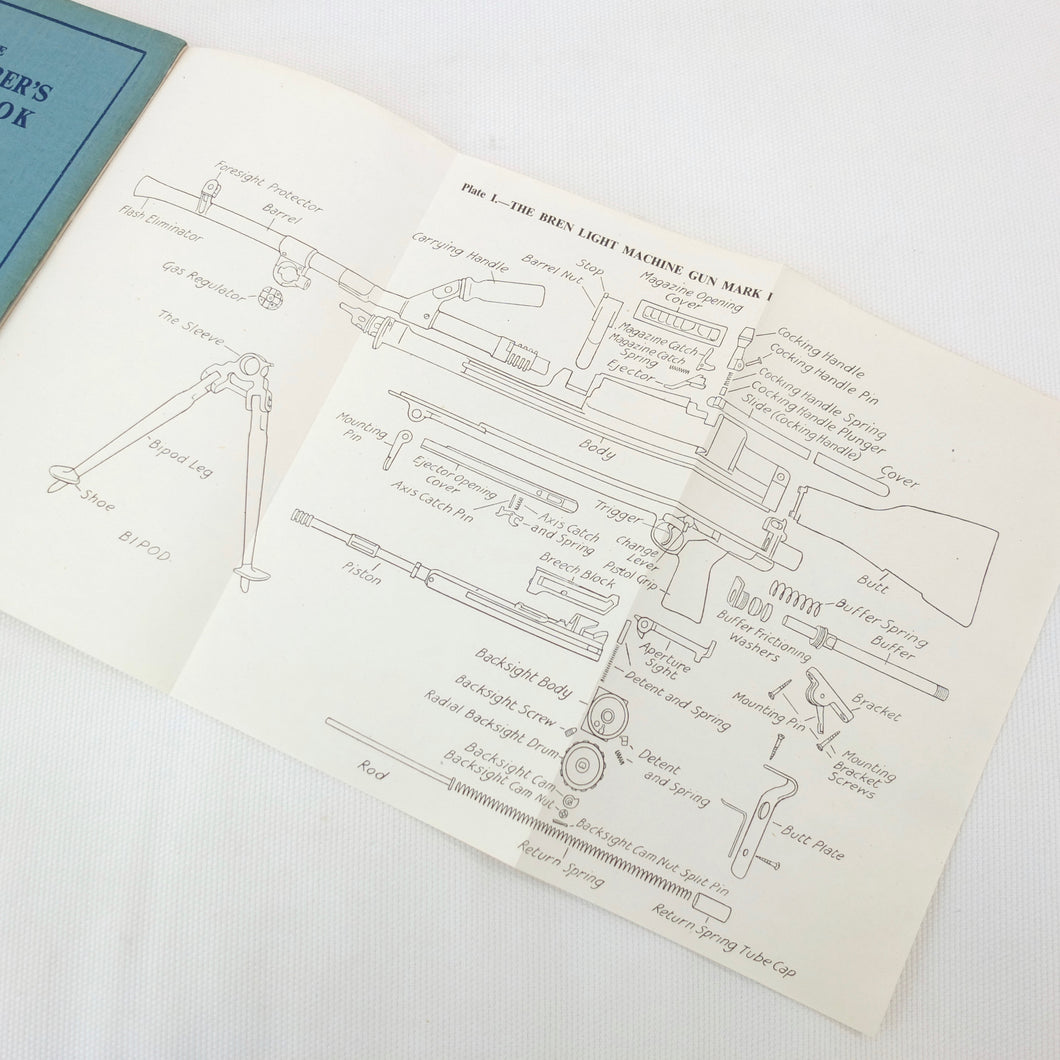 Plate I.—THE BREN LIGHT MACHINE GUN MARK I
Foresight Protector
Barrel
Flash Eliminator
Gas Regulator
The Sleeve
Bipod Leg
Shoe
BIPOD.
Carrying Handle
Barrel Nut
Stop
Magazine Opening
Cover
Magazine Catch
Magazine Catch
Spring
Ejector
Cocking Handle
Cocking Handle Pin
Cocking Handle Spring
Cocking Handle Plunger
Slide (Cocking Handle)
Cover
Body
Mounting
Pin
Ejector Opening
Cover
Axis Catch Pin
Axis Catch
and Spring
Trigger
Change
Lever
Pistol Grip
Butt
Piston
Breech Block
Buffer Spring
Buffer
Buffer Frictioning
Washers
Aperture
Sight
Detent and Spring
Backsight Body
Backsight Screw
Radial Backsight Drum
Backsight Cam
Backsight Cam Nut
Detent
and Spring
Backsight Cam Nut Split Pin
Mounting Pin
Bracket
Mounting
Bracket
Screws
Butt Plate
Rod
Return Spring
Return Spring Tube Cap